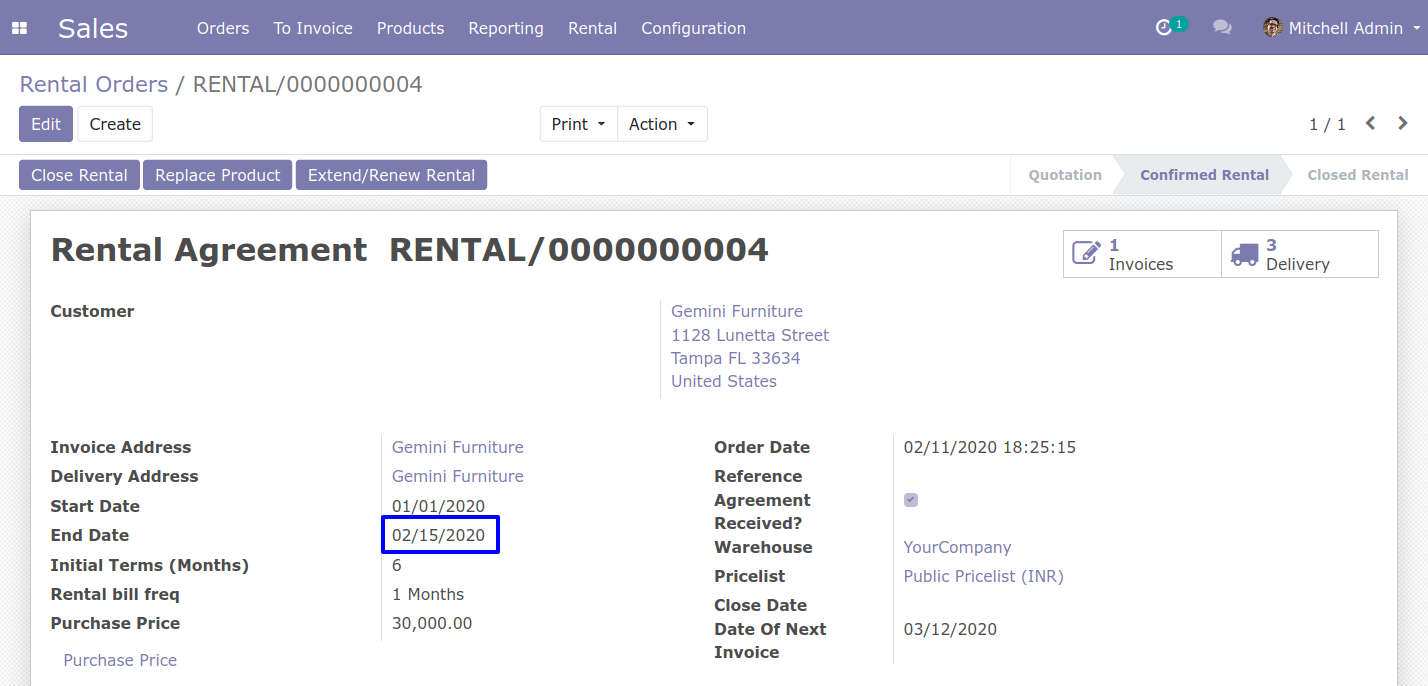 Sales Orders To Invoice Products Reporting Rental Configuration 1 Mitchell Admin
Rental Orders / RENTAL/0000000004
Edit Create Print Action 1 / 1
Close Rental Replace Product Extend/Renew Rental Quotation Confirmed Rental Closed Rental
Rental Agreement RENTAL/0000000004
1 Invoices
3 Delivery
Customer
Gemini Furniture
1128 Lunetta Street
Tampa FL 33634
United States
Invoice Address Gemini Furniture
Delivery Address Gemini Furniture
Start Date 01/01/2020
End Date 02/15/2020
Initial Terms (Months) 6
Rental bill freq 1 Months
Purchase Price 30,000.00
Purchase Price
Order Date 02/11/2020 18:25:15
Reference
Agreement
Received?
Warehouse YourCompany
Pricelist Public Pricelist (INR)
Close Date
Date Of Next 03/12/2020
Invoice